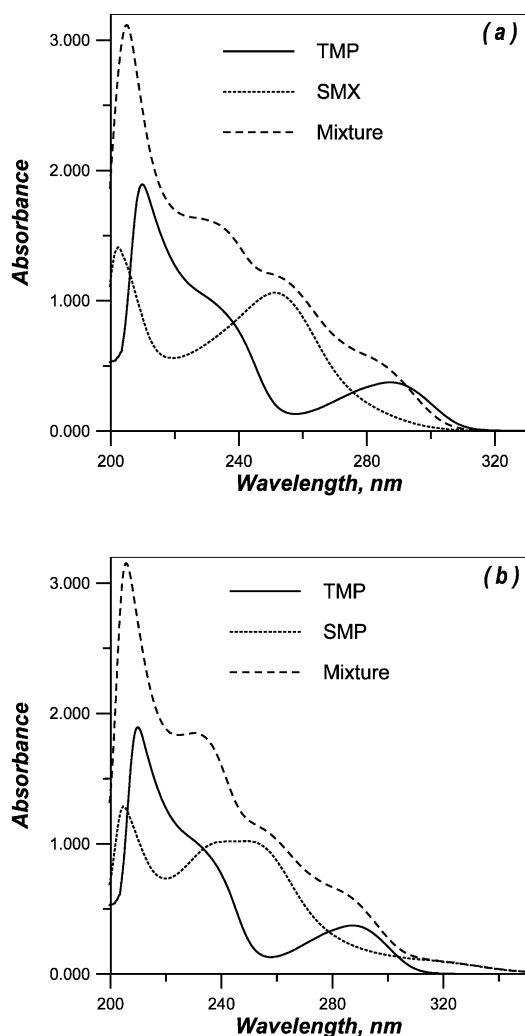 (a)
3.000
TMP
SMX
Mixture
2.000
1.000
0.000
Absorbance
200
240
280
320
Wavelength, nm
(b)
3.000
TMP
SMP
Mixture
2.000
1.000
0.000
Absorbance
200
240
280
320
Wavelength, nm